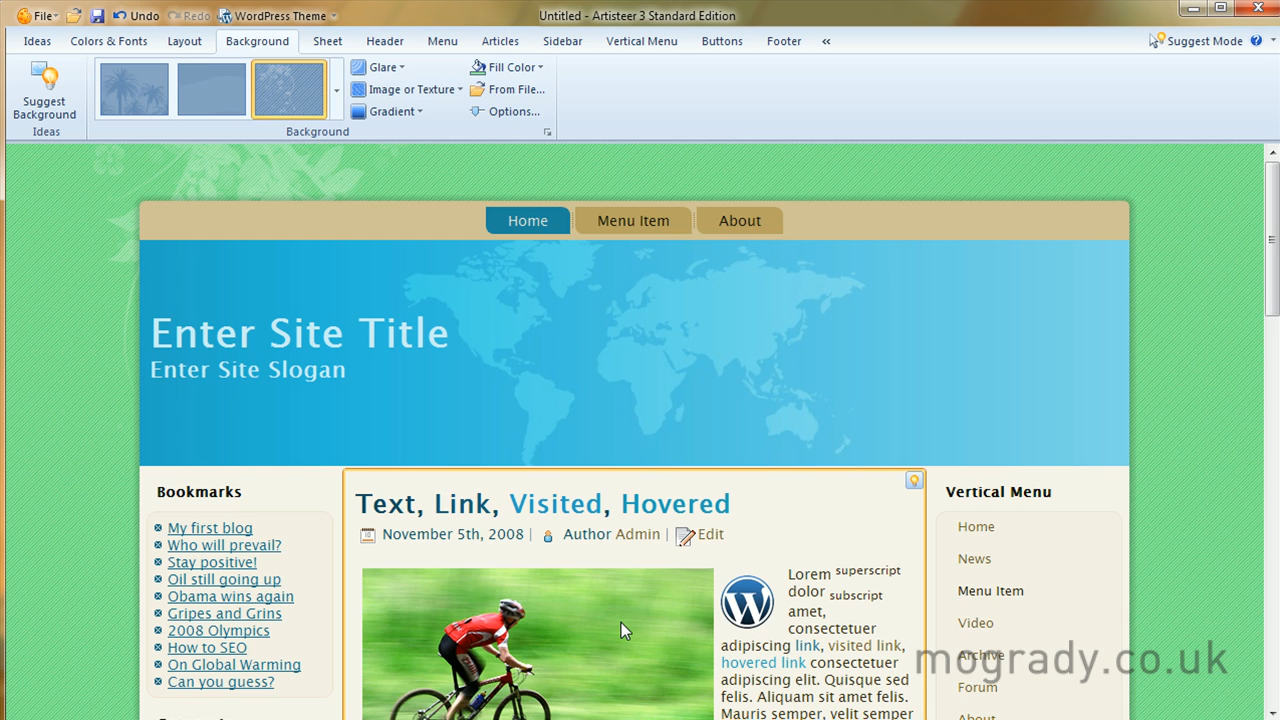 File Undo Redo WordPress Theme Untitled - Artisteer 3 Standard Edition
Ideas Colors & Fonts Layout Background Sheet Header Menu Articles Sidebar Vertical Menu Buttons Footer « Suggest Mode
Suggest
Background
Ideas
Glare
Image or Texture
Gradient
Fill Color
From File...
Options...
Background
Home Menu Item About
Enter Site Title
Enter Site Slogan
Bookmarks
My first blog
Who will prevail?
Stay positive!
Oil still going up
Obama wins again
Gripes and Grins
2008 Olympics
How to SEO
On Global Warming
Can you guess?
Text, Link, Visited, Hovered
November 5th, 2008 | Author Admin | Edit
Lorem superscript
dolor subscript
amet,
consectetuer
adipiscing link, visited link,
hovered link consectetuer
adipiscing elit. Quisque sed
felis. Aliquam sit amet felis.
Mauris semper, velit semper
Vertical Menu
Home
News
Menu Item
Video
Archive
Forum
About
mogrady.co.uk